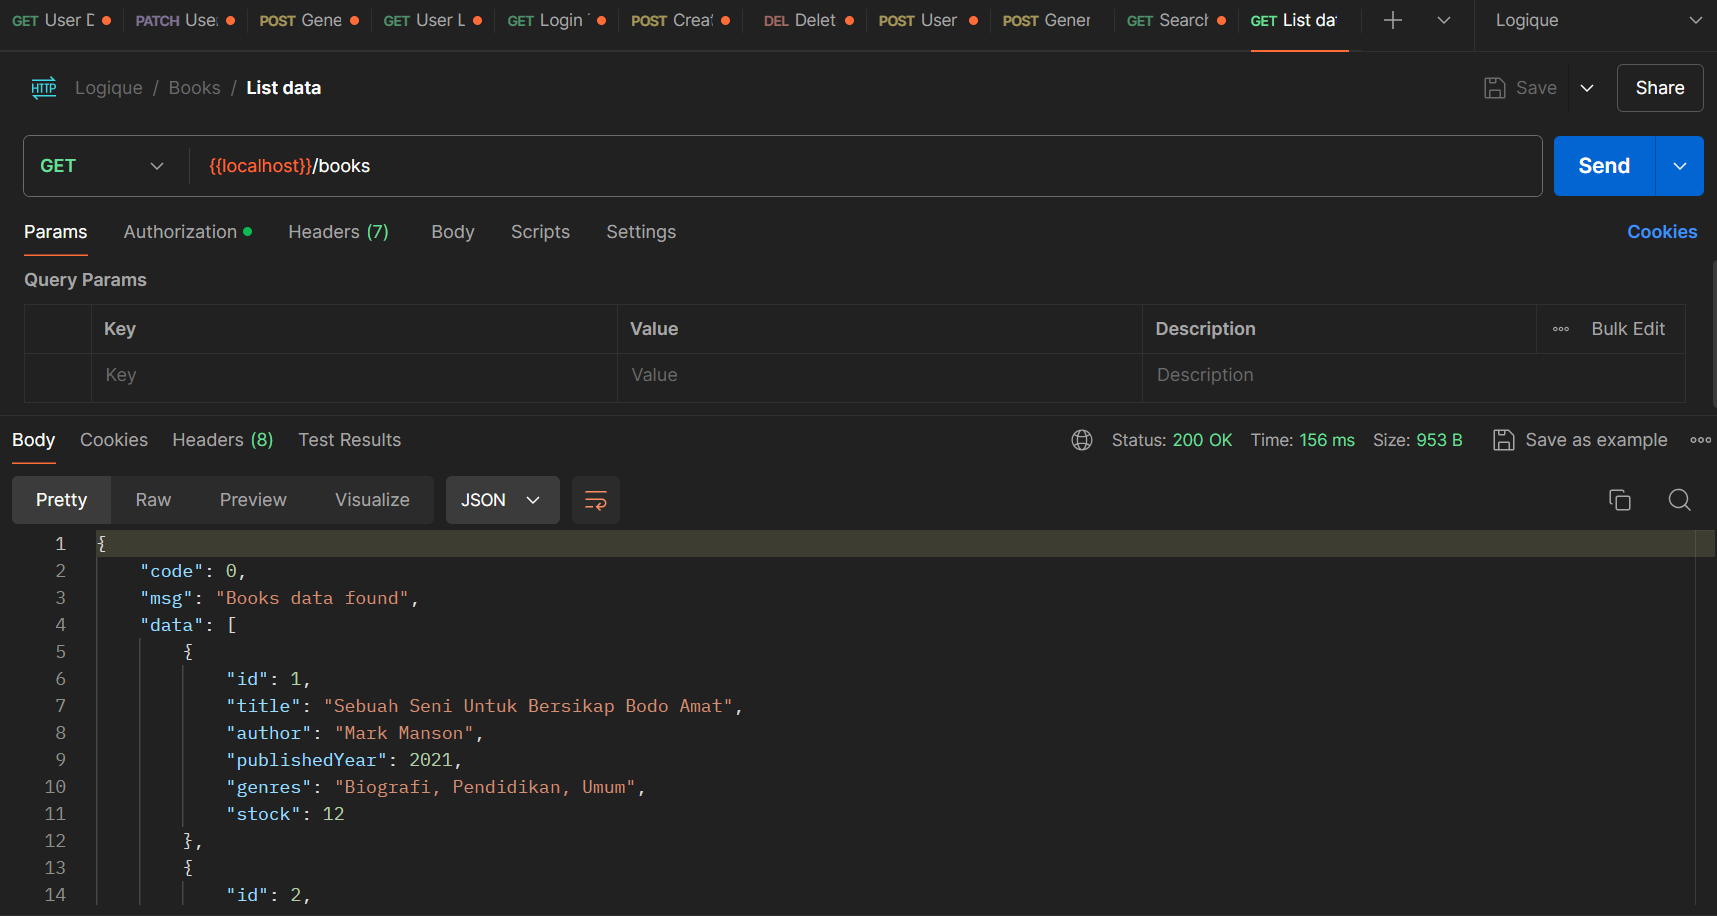 GET User D PATCH Use POST Gene GET User L GET Login POST Crea DEL Delet POST User POST Gener GET Search GET List da Logique
HTTP Logique / Books / List data Save Share
GET {{localhost}}/books Send
Params Authorization Headers (7) Body Scripts Settings Cookies
Query Params
Key Value Description Bulk Edit
Key Value Description
Body Cookies Headers (8) Test Results Status: 200 OK Time: 156 ms Size: 953 B Save as example
Pretty Raw Preview Visualize JSON
1 {
2 "code": 0,
3 "msg": "Books data found",
4 "data": [
5 {
6 "id": 1,
7 "title": "Sebuah Seni Untuk Bersikap Bodo Amat",
8 "author": "Mark Manson",
9 "publishedYear": 2021,
10 "genres": "Biografi, Pendidikan, Umum",
11 "stock": 12
12 },
13 {
14 "id": 2,